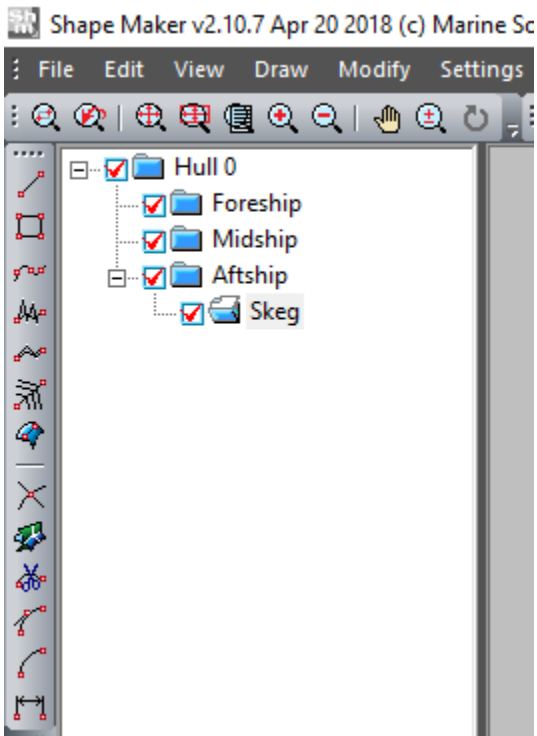 Shape Maker v2.10.7 Apr 20 2018 (c) Marine
File Edit View Draw Modify Settings
Hull 0
Foreship
Midship
Aftship
Skeg